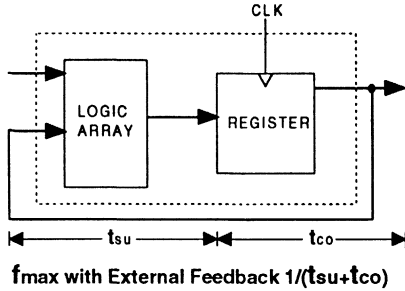 CLK
LOGIC
ARRAY
REGISTER
tsu
tco
fmax with External Feedback 1/(tsu+tco)